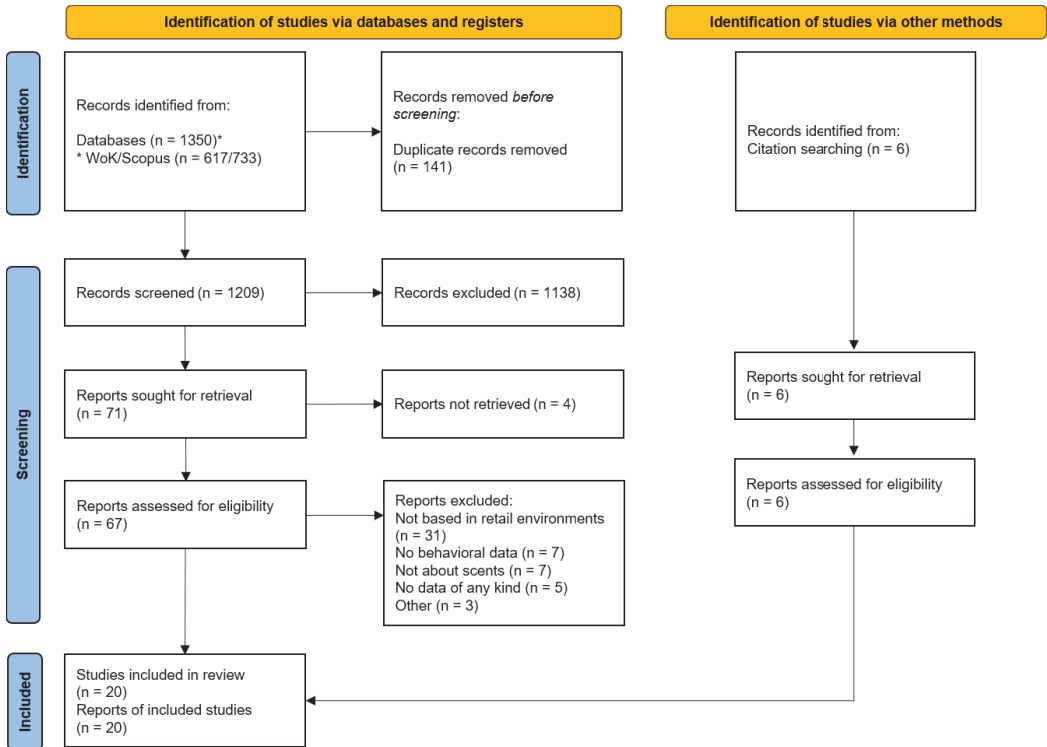 Identification of studies via databases and registers
Identification of studies via other methods
Identification
Records identified from:
Databases (n = 1350)*
* WoK/Scopus (n = 617/733)
Records removed before
screening:
Duplicate records removed
(n = 141)
Records identified from:
Citation searching (n = 6)
Screening
Records screened (n = 1209)
Records excluded (n = 1138)
Reports sought for retrieval
(n = 71)
Reports not retrieved (n = 4)
Reports sought for retrieval
(n = 6)
Reports assessed for eligibility
(n = 67)
Reports excluded:
Not based in retail environments
(n = 31)
No behavioral data (n = 7)
Not about scents (n = 7)
No data of any kind (n = 5)
Other (n = 3)
Reports assessed for eligibility
(n = 6)
Included
Studies included in review
(n = 20)
Reports of included studies
(n = 20)